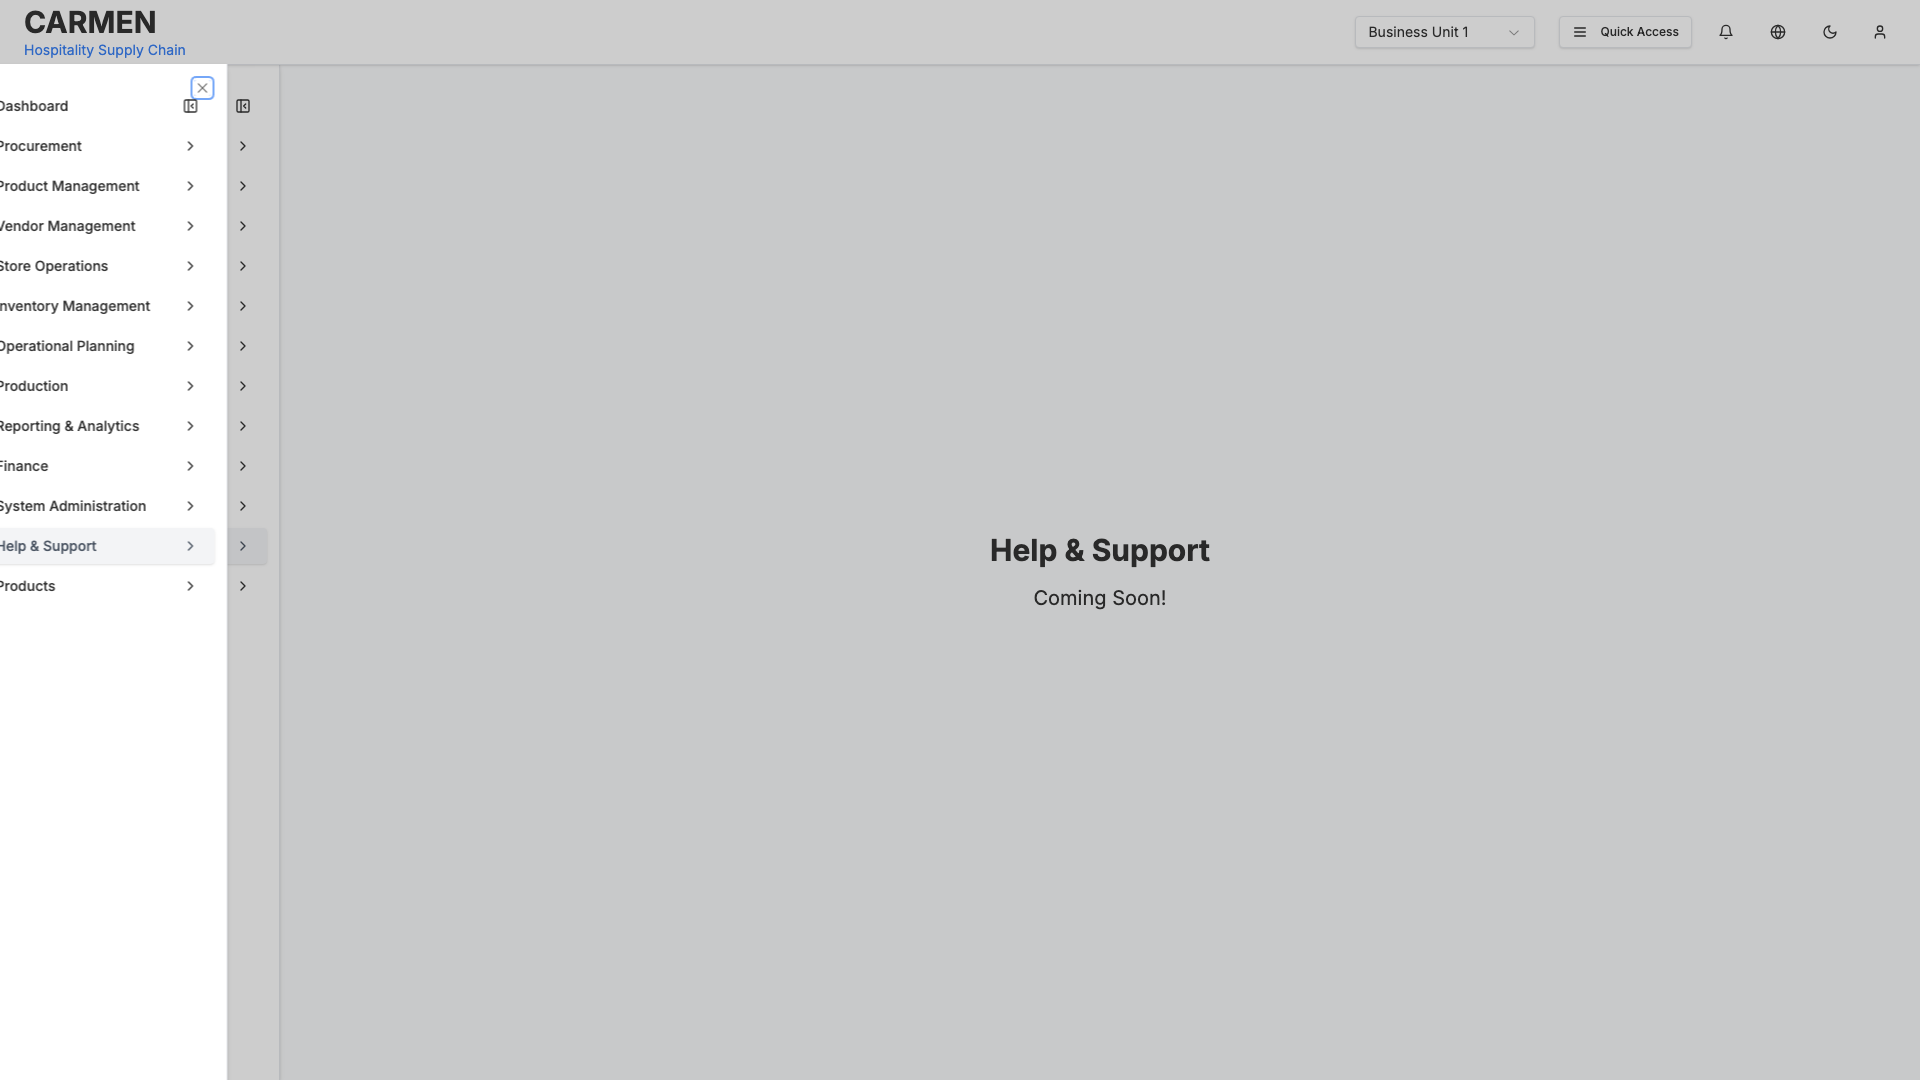 CARMEN
Hospitality Supply Chain
Business Unit 1
Quick Access
Dashboard
Procurement
Product Management
Vendor Management
Store Operations
Inventory Management
Operational Planning
Production
Reporting & Analytics
Finance
System Administration
Help & Support
Products
Help & Support
Coming Soon!